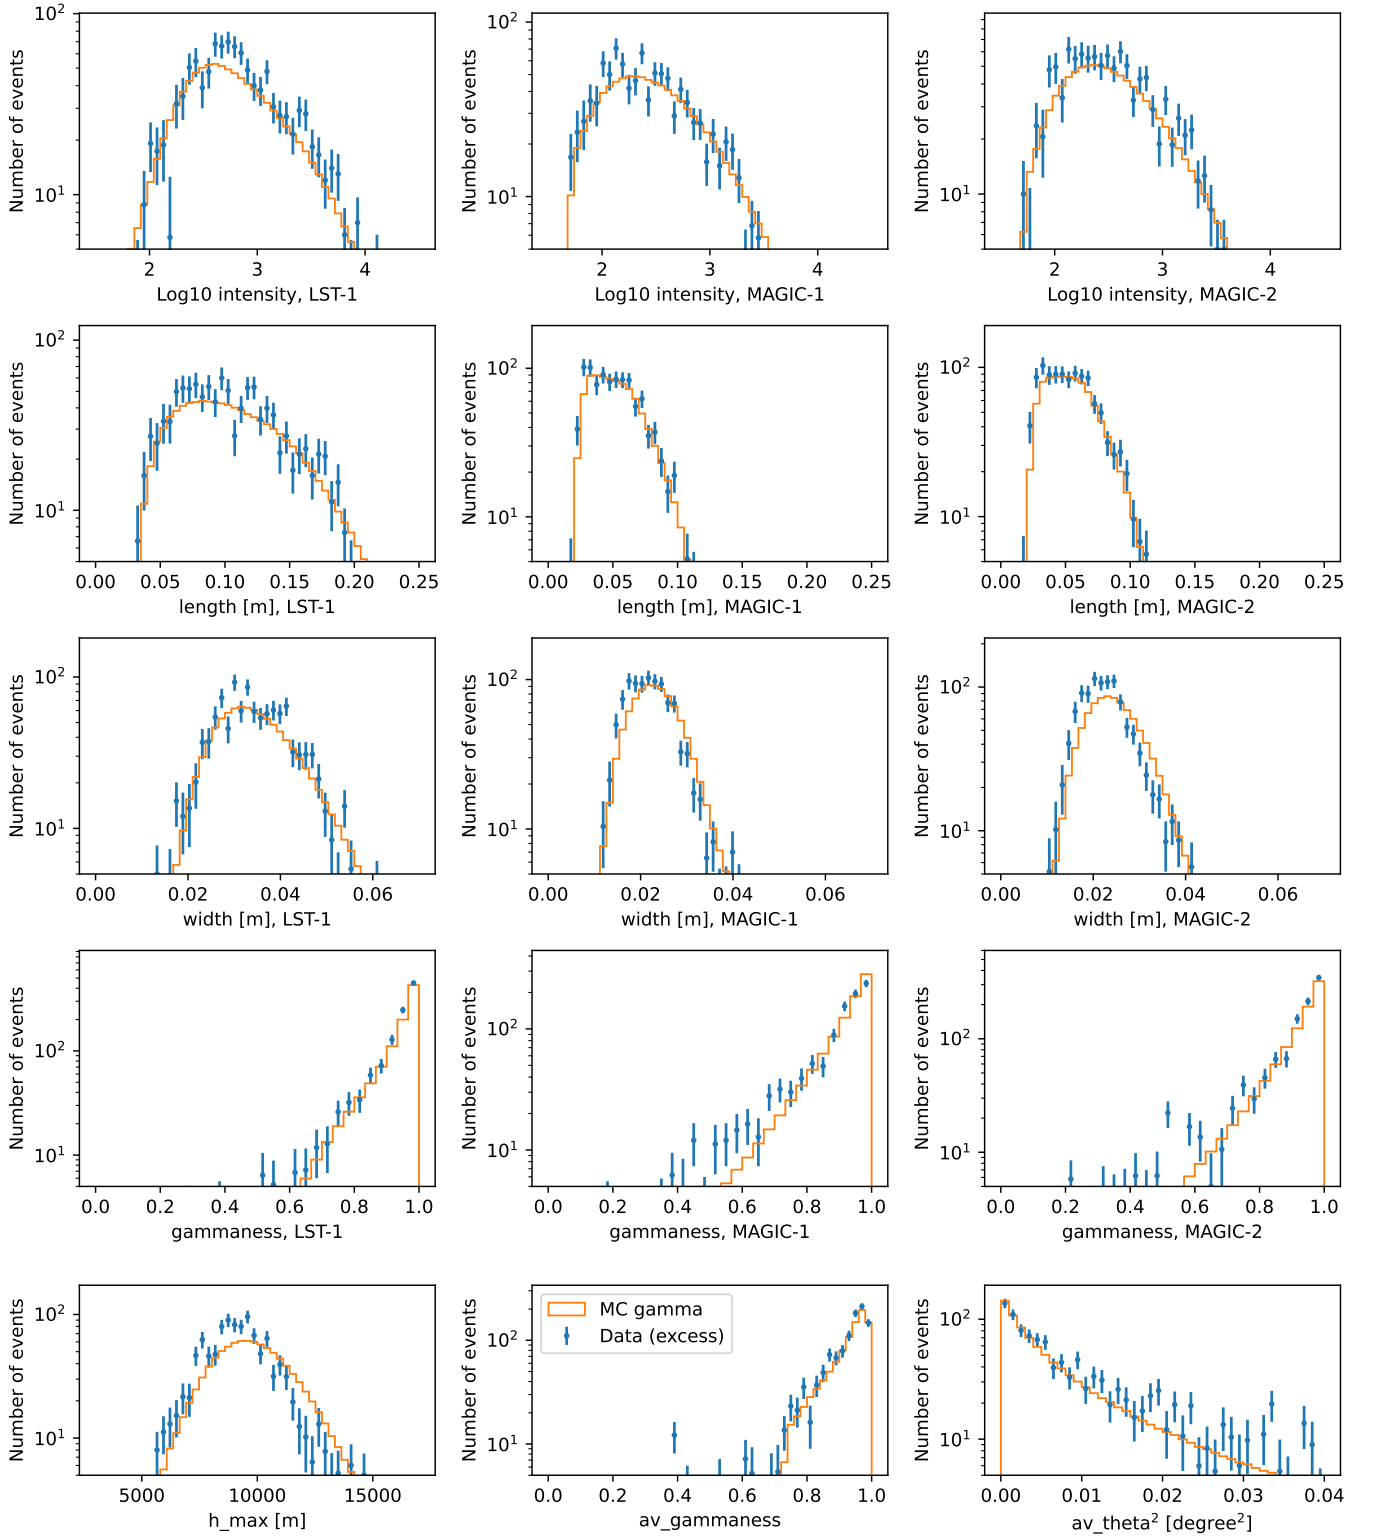 Number of events
10²
10¹
2 3 4
Log10 intensity, LST-1
Number of events
10²
10¹
2 3 4
Log10 intensity, MAGIC-1
Number of events
10¹
2 3 4
Log10 intensity, MAGIC-2
Number of events
10²
10¹
0.00 0.05 0.10 0.15 0.20 0.25
length [m], LST-1
Number of events
10²
10¹
0.00 0.05 0.10 0.15 0.20 0.25
length [m], MAGIC-1
Number of events
10²
10¹
0.00 0.05 0.10 0.15 0.20 0.25
length [m], MAGIC-2
Number of events
10²
10¹
0.00 0.02 0.04 0.06
width [m], LST-1
Number of events
10²
10¹
0.00 0.02 0.04 0.06
width [m], MAGIC-1
Number of events
10²
10¹
0.00 0.02 0.04 0.06
width [m], MAGIC-2
Number of events
10²
10¹
0.0 0.2 0.4 0.6 0.8 1.0
gammaness, LST-1
Number of events
10²
10¹
0.0 0.2 0.4 0.6 0.8 1.0
gammaness, MAGIC-1
Number of events
10²
10¹
0.0 0.2 0.4 0.6 0.8 1.0
gammaness, MAGIC-2
Number of events
10²
10¹
5000 10000 15000
h_max [m]
Number of events
10²
10¹
MC gamma
Data (excess)
0.0 0.2 0.4 0.6 0.8 1.0
av_gammaness
Number of events
10²
10¹
0.00 0.01 0.02 0.03 0.04
av_theta² [degree²]